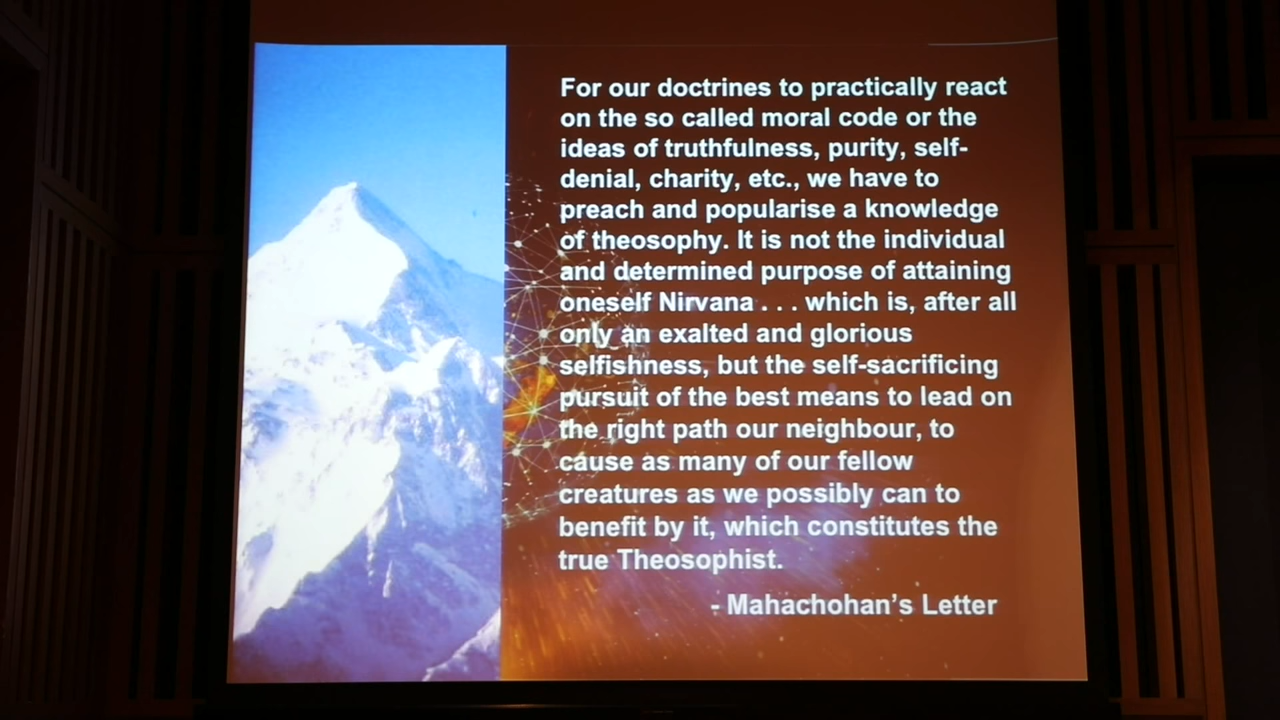 For our doctrines to practically react
on the so called moral code or the
ideas of truthfulness, purity, self-
denial, charity, etc., we have to
preach and popularise a knowledge
of theosophy. It is not the individual
and determined purpose of attaining
oneself Nirvana . . . which is, after all
only an exalted and glorious
selfishness, but the self-sacrificing
pursuit of the best means to lead on
the right path our neighbour, to
cause as many of our fellow
creatures as we possibly can to
benefit by it, which constitutes the
true Theosophist.
- Mahachohan’s Letter